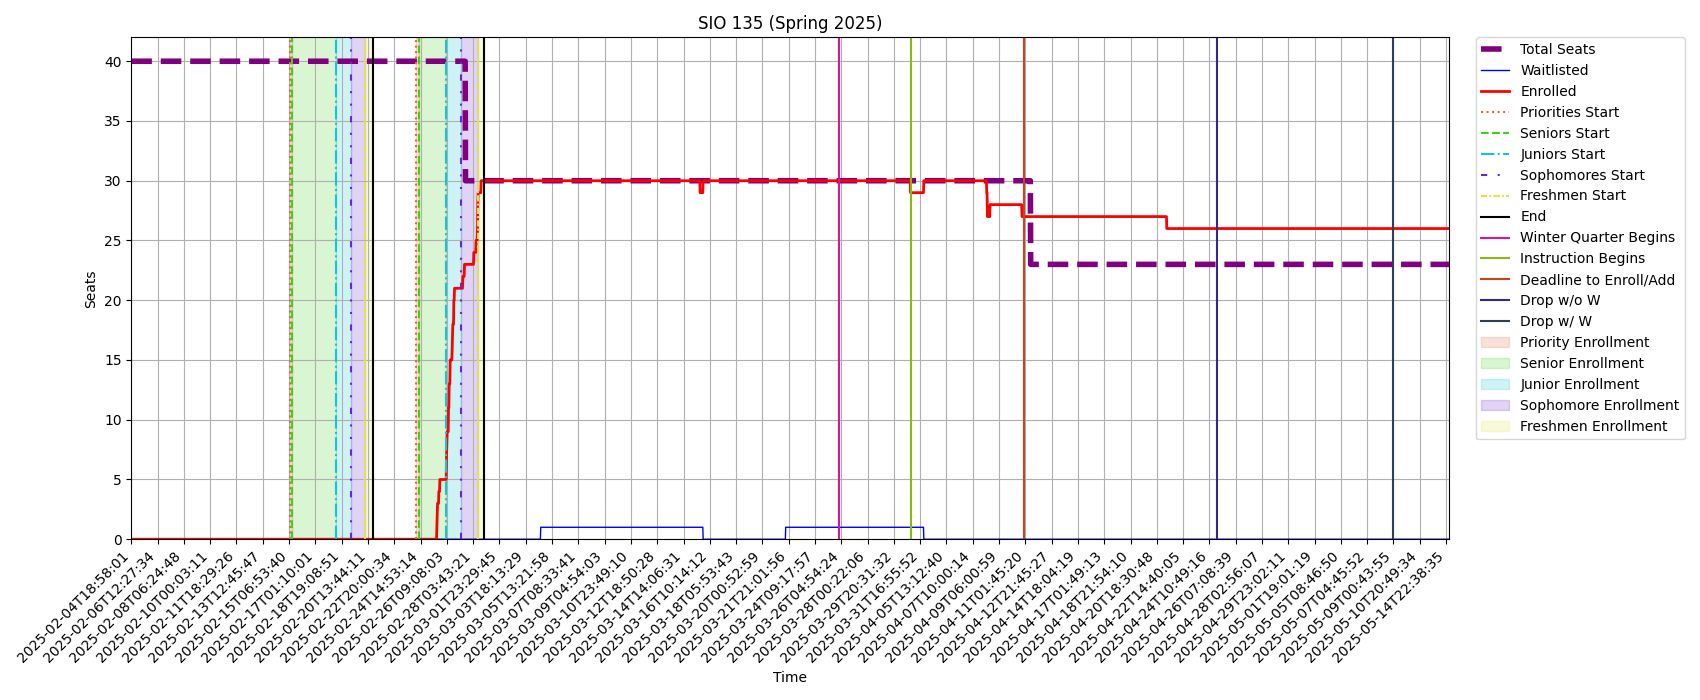 SIO 135 (Spring 2025)
40
35
30
25
20
15
10
5
0
Seats
2025-02-04T18:58:01
2025-02-06T12:27:34
2025-02-08T06:24:48
2025-02-10T00:03:11
2025-02-11T18:29:26
2025-02-13T12:45:47
2025-02-15T06:53:40
2025-02-17T01:10:01
2025-02-18T19:08:51
2025-02-20T13:44:11
2025-02-22T20:00:34
2025-02-24T14:53:14
2025-02-26T09:08:03
2025-02-28T03:43:21
2025-03-01T23:29:45
2025-03-03T18:13:29
2025-03-05T13:21:58
2025-03-07T08:33:41
2025-03-09T04:54:03
2025-03-10T23:49:10
2025-03-12T18:50:28
2025-03-14T14:06:31
2025-03-16T10:14:12
2025-03-18T05:53:43
2025-03-20T00:52:59
2025-03-21T21:01:56
2025-03-24T09:17:57
2025-03-26T04:54:24
2025-03-28T00:22:06
2025-03-29T20:31:32
2025-03-31T16:55:52
2025-04-05T13:12:40
2025-04-07T10:00:14
2025-04-09T06:00:59
2025-04-11T01:45:20
2025-04-12T21:45:27
2025-04-14T18:04:19
2025-04-17T01:49:13
2025-04-18T21:54:10
2025-04-20T18:30:48
2025-04-22T14:40:05
2025-04-24T10:49:16
2025-04-26T07:08:39
2025-04-28T02:56:07
2025-04-29T23:02:11
2025-05-01T19:01:19
2025-05-05T08:46:50
2025-05-07T04:45:52
2025-05-09T00:43:55
2025-05-10T20:49:34
2025-05-14T22:38:35
Time
Total Seats
Waitlisted
Enrolled
Priorities Start
Seniors Start
Juniors Start
Sophomores Start
Freshmen Start
End
Winter Quarter Begins
Instruction Begins
Deadline to Enroll/Add
Drop w/o W
Drop w/ W
Priority Enrollment
Senior Enrollment
Junior Enrollment
Sophomore Enrollment
Freshmen Enrollment